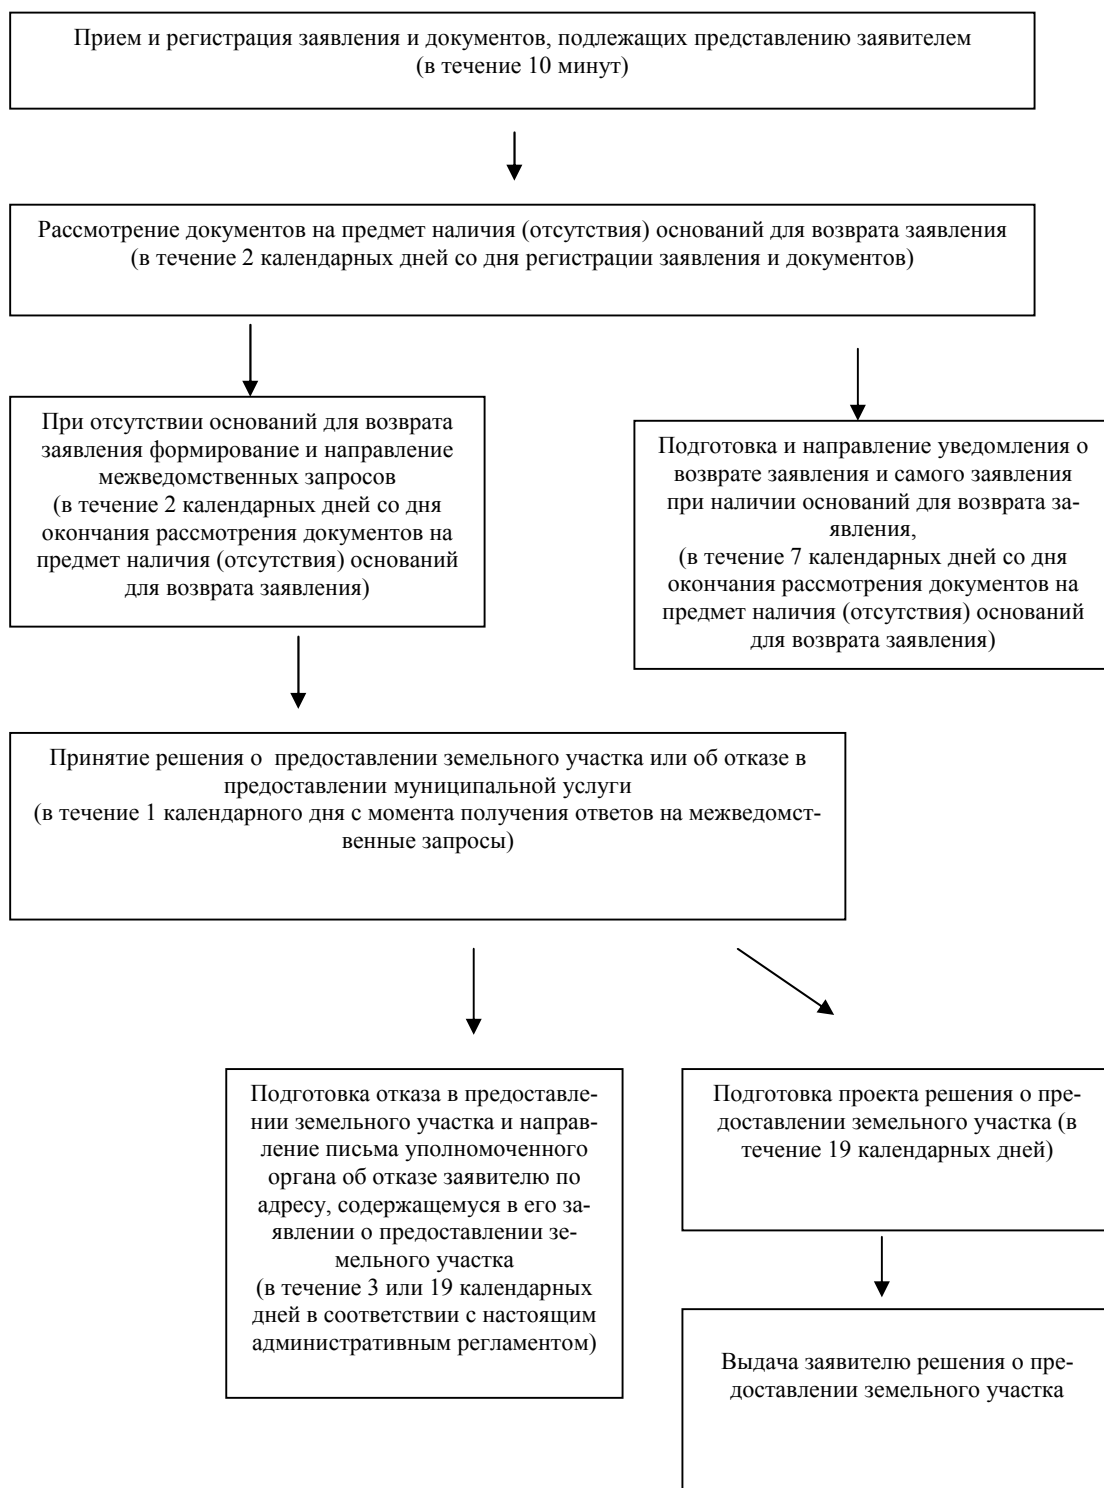 Прием и регистрация заявления и документов, подлежащих представлению заявителем
(в течение 10 минут)
Рассмотрение документов на предмет наличия (отсутствия) оснований для возврата заявления
(в течение 2 календарных дней со дня регистрации заявления и документов)
При отсутствии оснований для возврата
заявления формирование и направление
межведомственных запросов
(в течение 2 календарных дней со дня
окончания рассмотрения документов на
предмет наличия (отсутствия) оснований
для возврата заявления)
Подготовка и направление уведомления о
возврате заявления и самого заявления
при наличии оснований для возврата за-
явления,
(в течение 7 календарных дней со дня
окончания рассмотрения документов на
предмет наличия (отсутствия) оснований
для возврата заявления)
Принятие решения о  предоставлении земельного участка или об отказе в
предоставлении муниципальной услуги
(в течение 1 календарного дня с момента получения ответов на межведомст-
венные запросы)
Подготовка отказа в предоставле-
нии земельного участка и направ-
ление письма уполномоченного
органа об отказе заявителю по
адресу, содержащемуся в его за-
явлении о предоставлении зе-
мельного участка
(в течение 3 или 19 календарных
дней в соответствии с настоящим
административным регламентом)
Подготовка проекта решения о пре-
доставлении земельного участка (в
течение 19 календарных дней)
Выдача заявителю решения о пре-
доставлении земельного участка